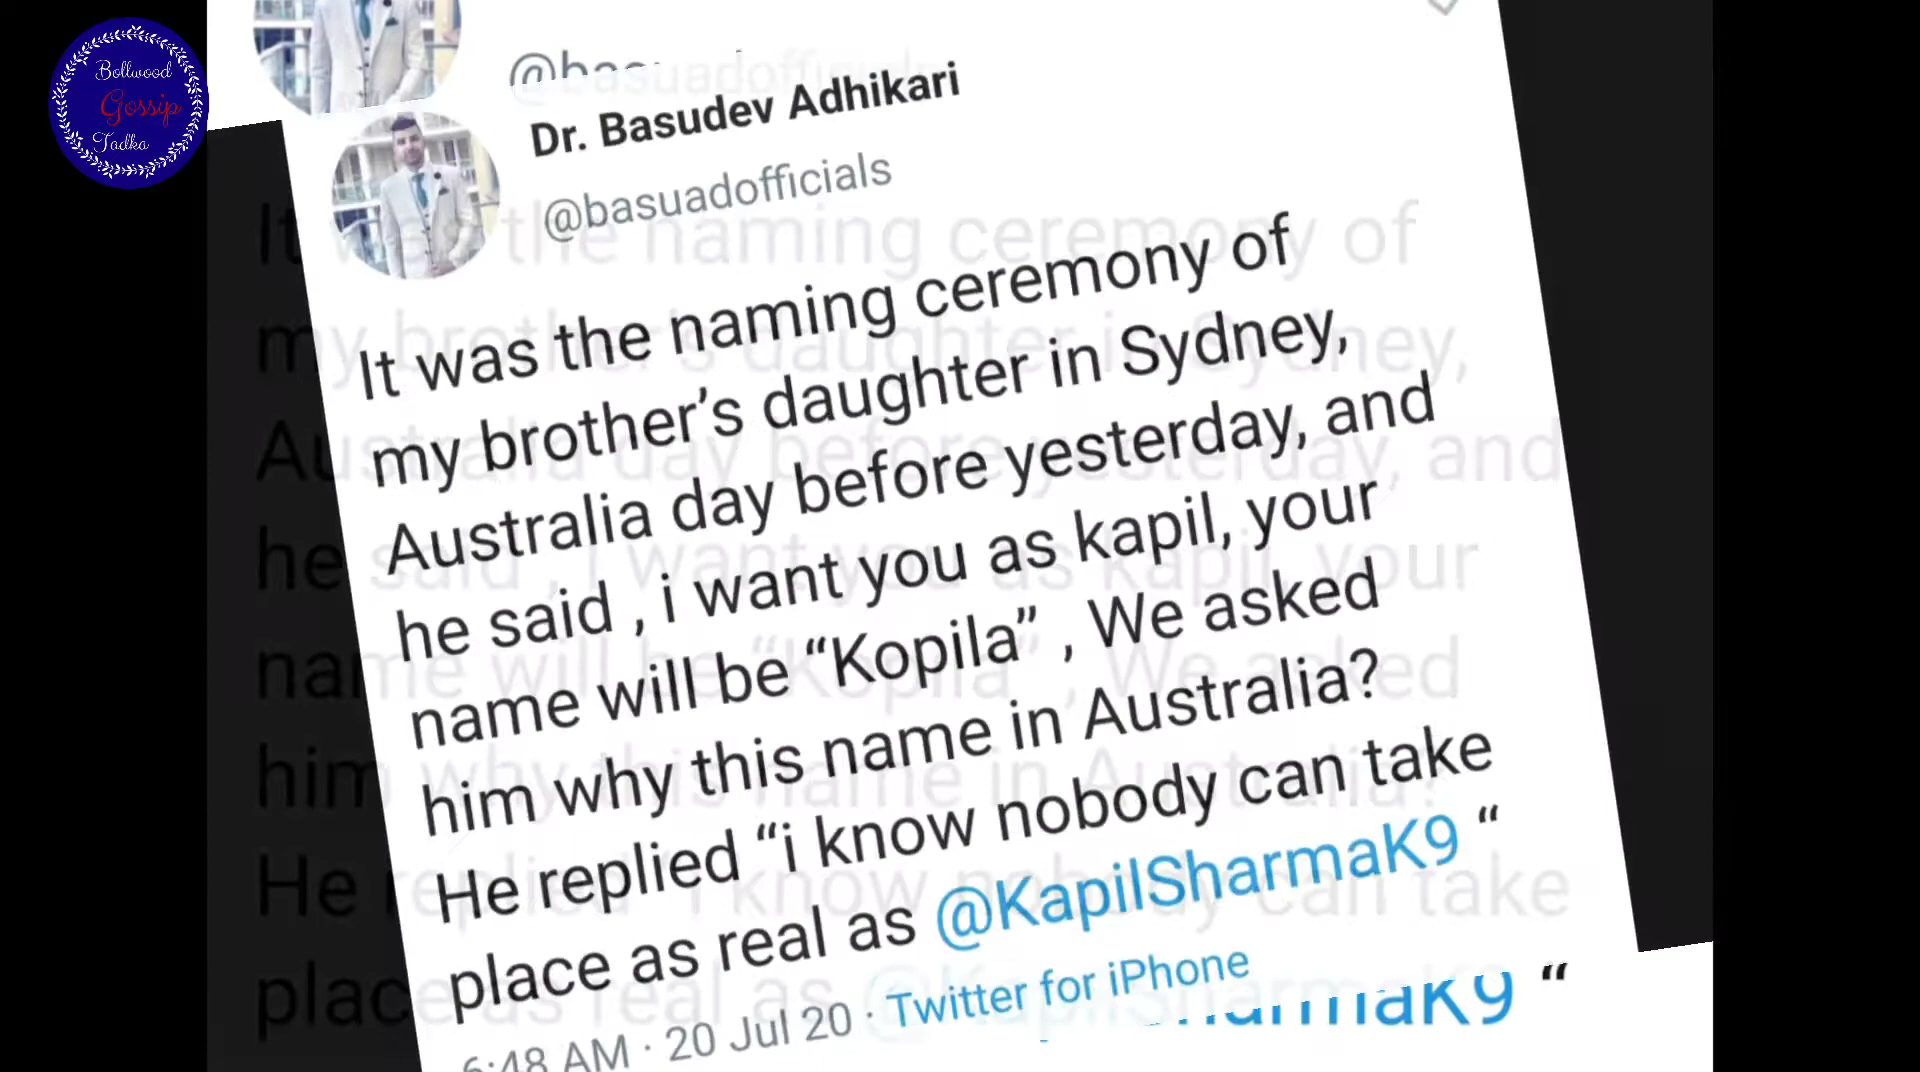 Bollwood
Gossip
Tadka
Dr. Basudev Adhikari
@basuadofficials
It was the naming ceremony of
my brother’s daughter in Sydney,
Australia day before yesterday, and
he said , i want you as kapil, your
name will be “Kopila” , We asked
him why this name in Australia?
He replied “i know nobody can take
place as real as @KapilSharmaK9 “
6:48 AM · 20 Jul 20 · Twitter for iPhone